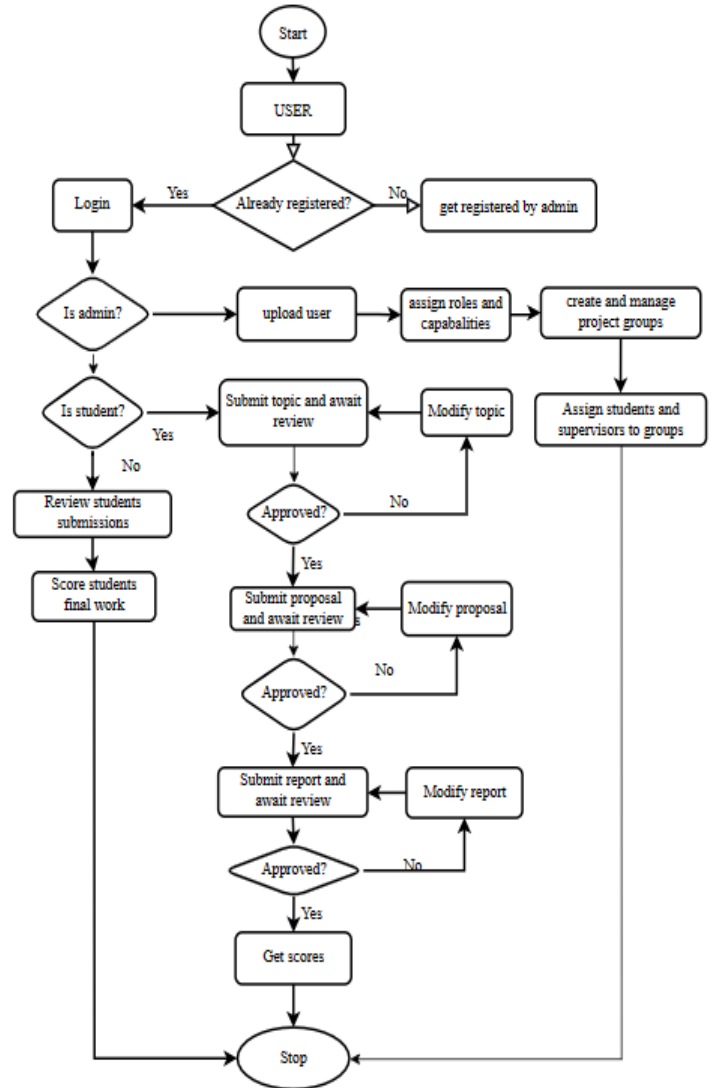 Start
USER
Login
Yes
Already registered?
No
get registered by admin
Is admin?
upload user
assign roles and
capabalities
create and manage
project groups
Is student?
Yes
Submit topic and await
review
Modify topic
Assign students and
supervisors to groups
No
Review students
submissions
Approved?
No
Yes
Score students
final work
Submit proposal
and await review
s
Modify proposal
Approved?
No
Yes
Submit report and
await review
Modify report
Approved?
No
Yes
Get scores
Stop